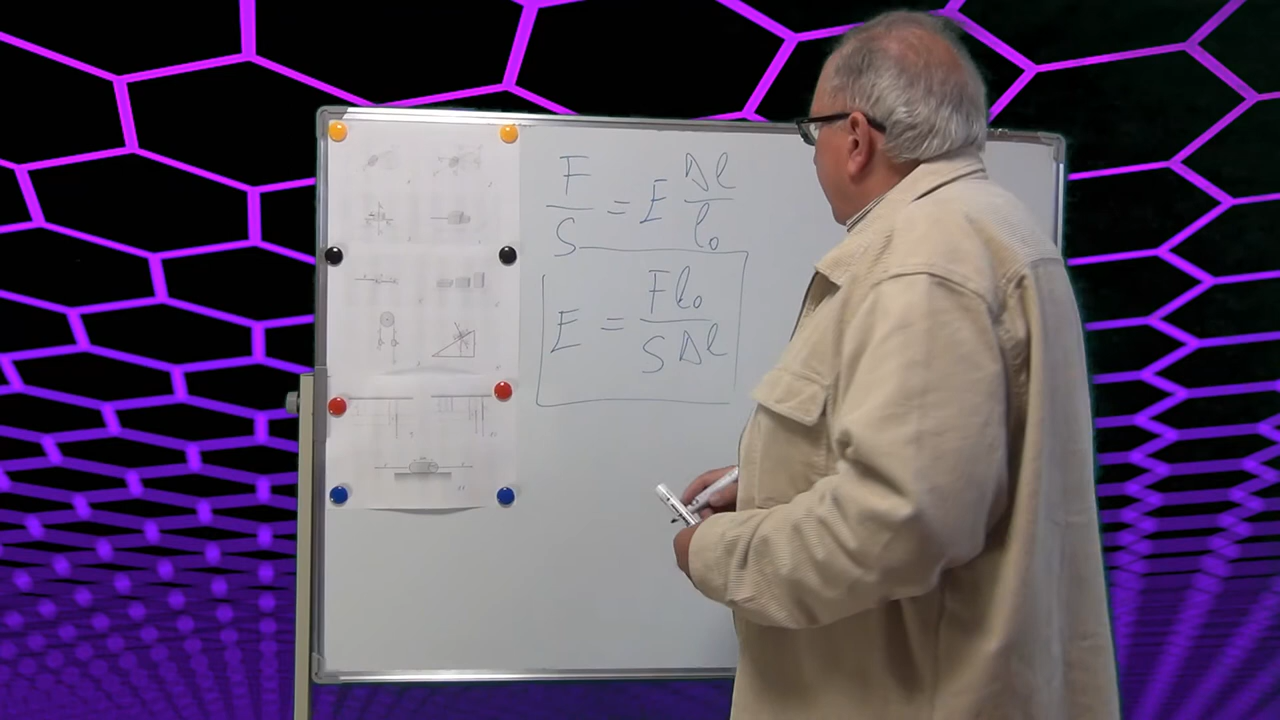 F/S = E Δl/l₀
E = Fl₀/SΔl